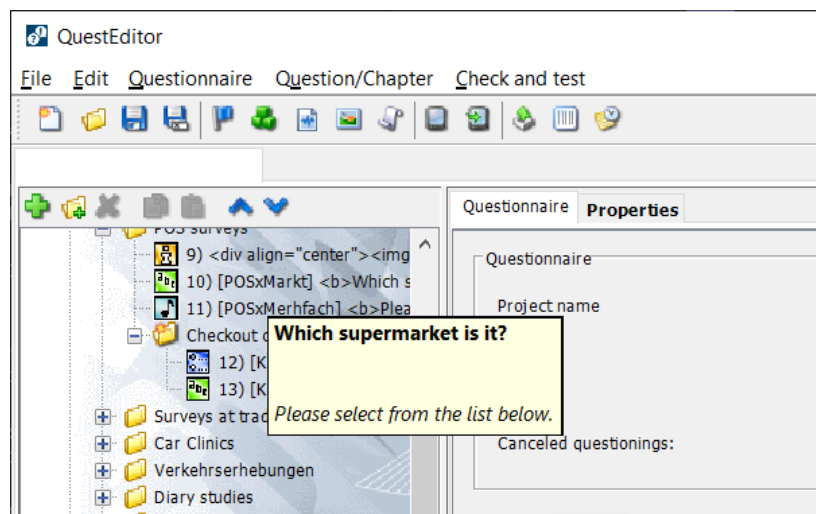 QuestEditor
File Edit Questionnaire Question/Chapter Check and test
Questionnaire Properties
POS surveys
9) <div align="center"><img
Questionnaire
10) [POSxMarkt] <b>Which s
11) [POSxMerhfach] <b>Plea
Project name
Checkout
Which supermarket is it?
12) [K
13) [K
Please select from the list below.
Surveys at trad
Car Clinics
Canceled questionings:
Verkehrserhebungen
Diary studies